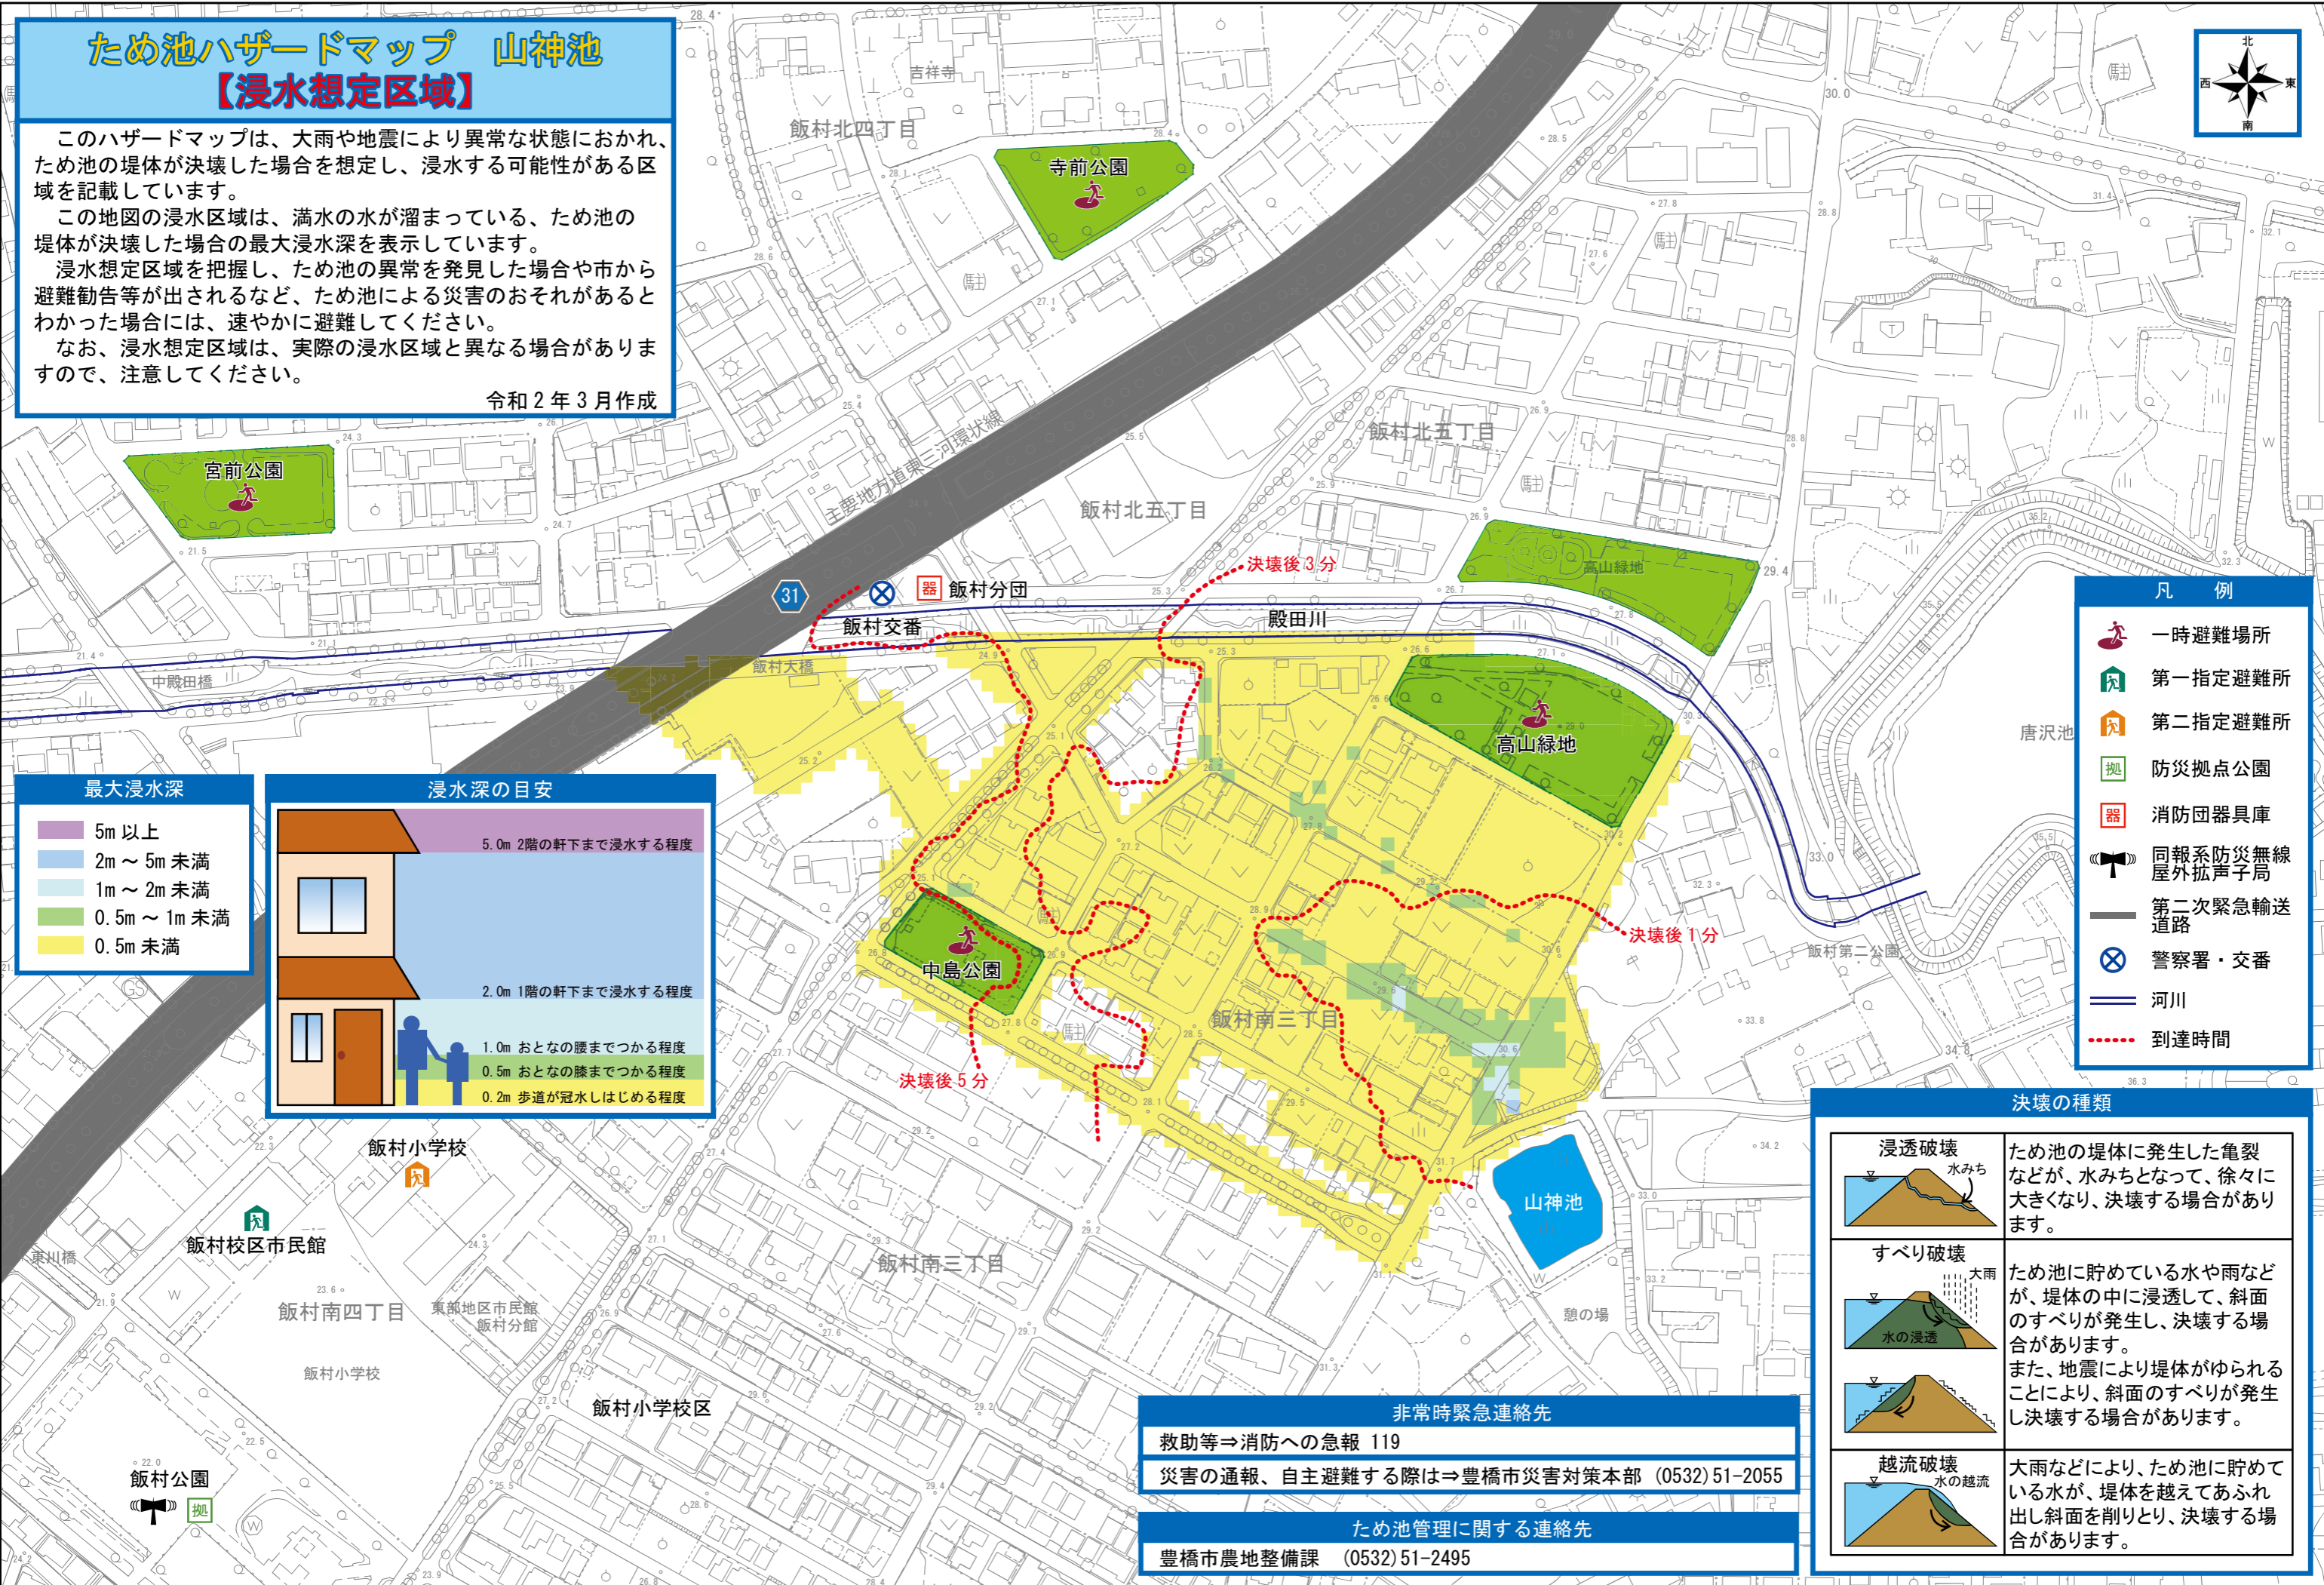 ため池ハザードマップ　山神池
【浸水想定区域】
　このハザードマップは、大雨や地震により異常な状態におかれ、
ため池の堤体が決壊した場合を想定し、浸水する可能性がある区
域を記載しています。
　この地図の浸水区域は、満水の水が溜まっている、ため池の
堤体が決壊した場合の最大浸水深を表示しています。
　浸水想定区域を把握し、ため池の異常を発見した場合や市から
避難勧告等が出されるなど、ため池による災害のおそれがあると
わかった場合には、速やかに避難してください。
　なお、浸水想定区域は、実際の浸水区域と異なる場合がありま
すので、注意してください。
令和２年３月作成
北
西
東
南
吉祥寺
飯村北四丁目
寺前公園
宮前公園
主要地方道東三河環状線
飯村北五丁目
飯村北五丁目
高山緑地
決壊後３分
31
器
飯村分団
飯村交番
殿田川
飯村大橋
中殿田橋
高山緑地
唐沢池
決壊後１分
飯村第二公園
中島公園
飯村南三丁目
決壊後５分
山神池
憩の場
飯村小学校
飯村校区市民館
東川橋
飯村南四丁目
東部地区市民館
飯村分館
飯村小学校
飯村南三丁目
飯村小学校区
飯村公園
拠
最大浸水深
5m 以上
2m ～ 5m 未満
1m ～ 2m 未満
0.5m ～ 1m 未満
0.5m 未満
浸水深の目安
5.0m 2階の軒下まで浸水する程度
2.0m 1階の軒下まで浸水する程度
1.0m おとなの腰までつかる程度
0.5m おとなの膝までつかる程度
0.2m 歩道が冠水しはじめる程度
凡　例
一時避難場所
第一指定避難所
第二指定避難所
拠 防災拠点公園
器 消防団器具庫
同報系防災無線
屋外拡声子局
第二次緊急輸送
道路
警察署・交番
河川
到達時間
決壊の種類
浸透破壊
水みち
ため池の堤体に発生した亀裂
などが、水みちとなって、徐々に
大きくなり、決壊する場合があり
ます。
すべり破壊
大雨
水の浸透
ため池に貯めている水や雨など
が、堤体の中に浸透して、斜面
のすべりが発生し、決壊する場
合があります。
また、地震により堤体がゆられる
ことにより、斜面のすべりが発生
し決壊する場合があります。
越流破壊
水の越流
大雨などにより、ため池に貯めて
いる水が、堤体を越えてあふれ
出し斜面を削りとり、決壊する場
合があります。
非常時緊急連絡先
救助等⇒消防への急報 119
災害の通報、自主避難する際は⇒豊橋市災害対策本部 (0532)51-2055
ため池管理に関する連絡先
豊橋市農地整備課　(0532)51-2495